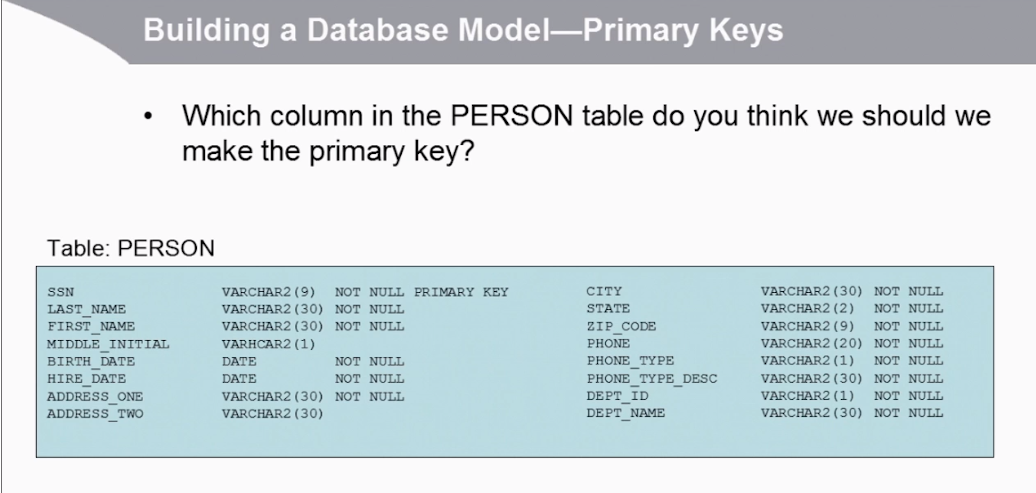 Building a Database Model—Primary Keys
• Which column in the PERSON table do you think we should we
make the primary key?
Table: PERSON
SSN VARCHAR2(9) NOT NULL PRIMARY KEY
LAST_NAME VARCHAR2(30) NOT NULL
FIRST_NAME VARCHAR2(30) NOT NULL
MIDDLE_INITIAL VARHCAR2(1)
BIRTH_DATE DATE NOT NULL
HIRE_DATE DATE NOT NULL
ADDRESS_ONE VARCHAR2(30) NOT NULL
ADDRESS_TWO VARCHAR2(30)
CITY VARCHAR2(30) NOT NULL
STATE VARCHAR2(2) NOT NULL
ZIP_CODE VARCHAR2(9) NOT NULL
PHONE VARCHAR2(20) NOT NULL
PHONE_TYPE VARCHAR2(1) NOT NULL
PHONE_TYPE_DESC VARCHAR2(30) NOT NULL
DEPT_ID VARCHAR2(1) NOT NULL
DEPT_NAME VARCHAR2(30) NOT NULL